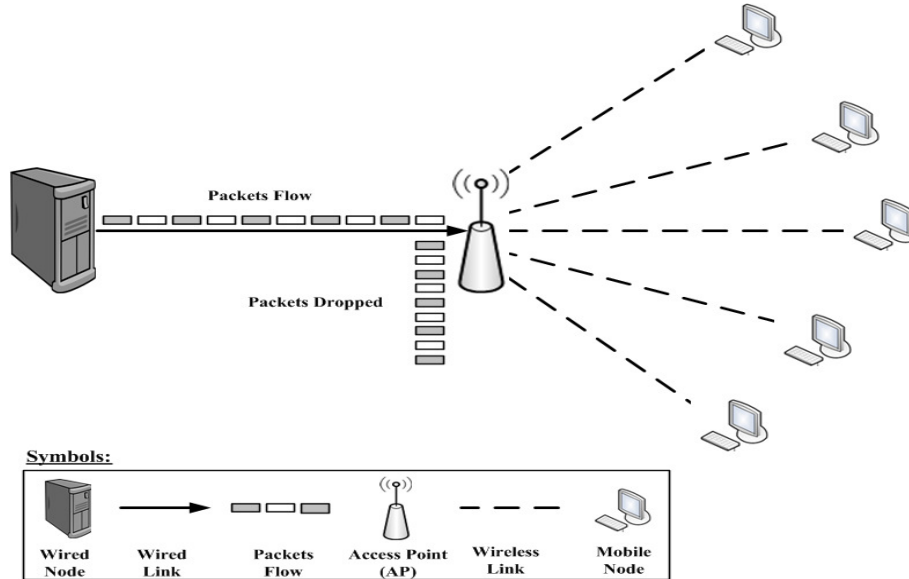 Packets Flow
Packets Dropped
Symbols:
Wired Node
Wired Link
Packets Flow
Access Point (AP)
Wireless Link
Mobile Node